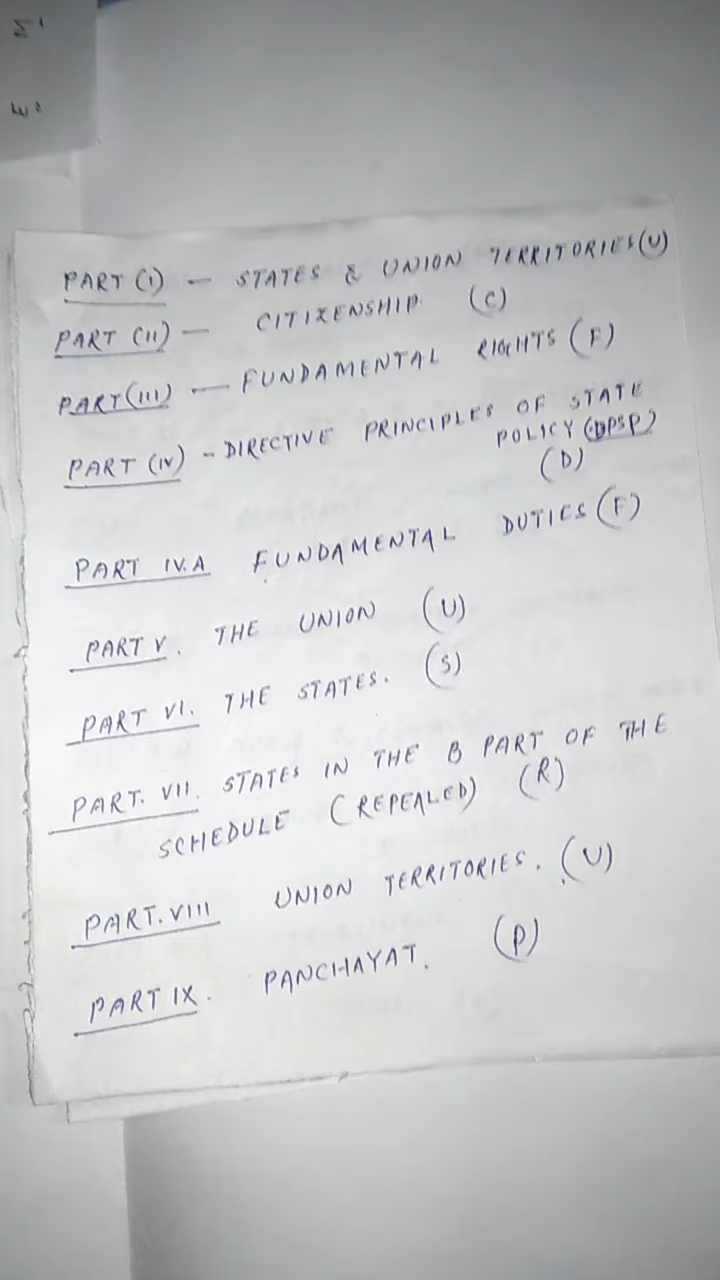 PART (I) - STATES & UNION TERRITORIES (U)
PART (II) - CITIZENSHIP. (C)
PART (III) - FUNDAMENTAL RIGHTS (F)
PART (IV) - DIRECTIVE PRINCIPLES OF STATE
POLICY (DPSP)
(D)
PART IV.A FUNDAMENTAL DUTIES (F)
PART V. THE UNION (U)
PART VI. THE STATES. (S)
PART. VII. STATES IN THE B PART OF THE
SCHEDULE (REPEALED) (R)
PART. VIII UNION TERRITORIES. (U)
PART IX. PANCHAYAT. (P)